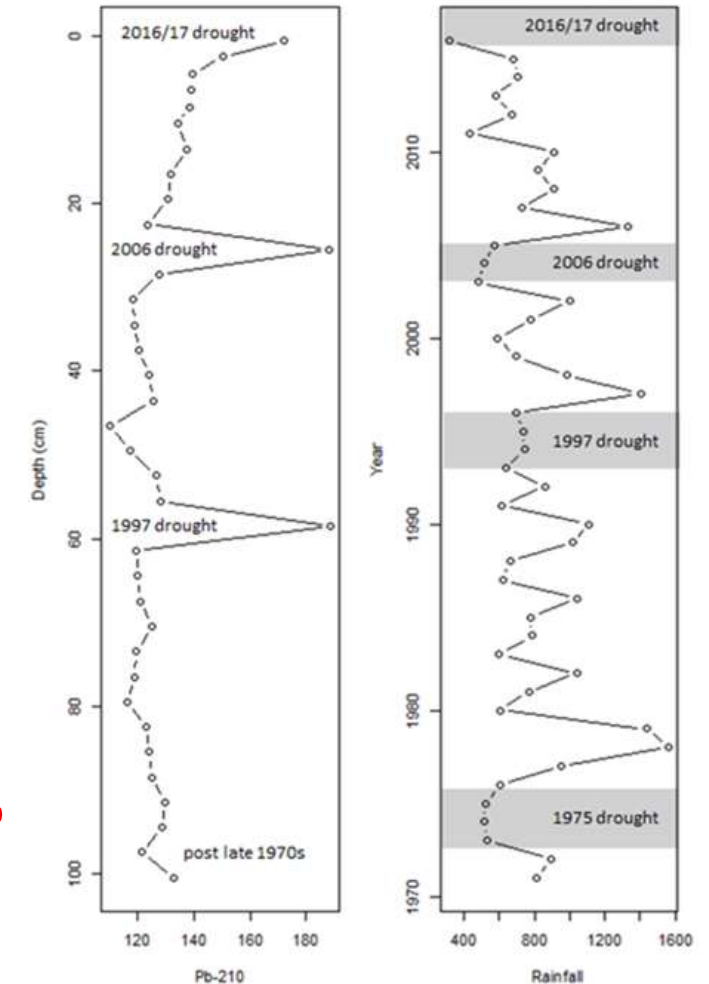 2016/17 drought
2006 drought
1997 drought
post late 1970s
0
20
40
60
80
100
Depth (cm)
120
140
160
180
Pb-210
2016/17 drought
2006 drought
1997 drought
1975 drought
2010
2000
1990
1980
1970
Year
400
800
1200
1600
Rainfall